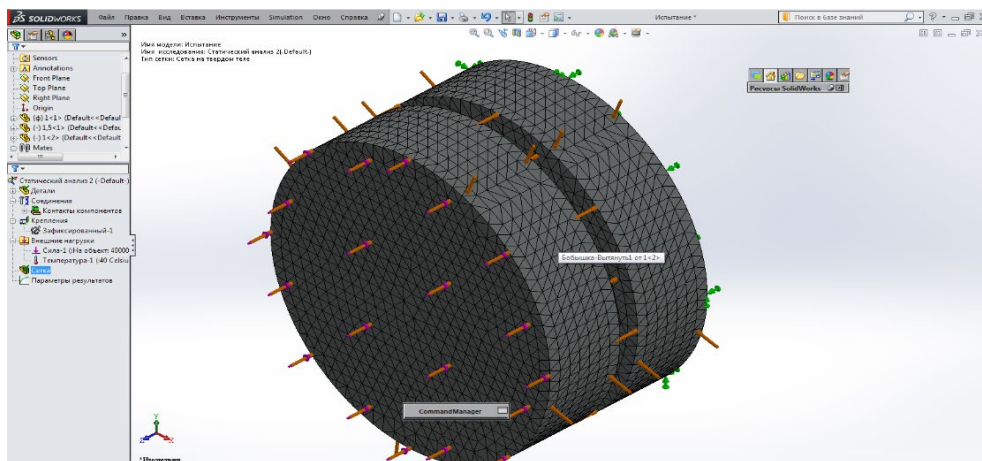 SOLIDWORKS Файл Правка Вид Вставка Инструменты Simulation Окно Справка Испытание * Поиск в базе знаний
Имя модели: Испытание
Имя исследования: Статический анализ 2(-Default-)
Тип сетки: Сетка на твердом теле
Sensors
Annotations
Front Plane
Top Plane
Right Plane
Origin
(ф) 1<1> (Default<<Defaul
(-) 1,5<1> (Default<<Defau
(-) 1<2> (Default<<Default
Mates
Статический анализ 2 (-Default-)
Детали
Соединения
Контакты компонентов
Крепления
Зафиксированный-1
Внешние нагрузки
Сила-1 (:На объект: 40000
Температура-1 (:40 Celsiu
Сетка
Параметры результатов
Ресурсы SolidWorks
Бобышка-Вытянуть1 от 1<2>
CommandManager
Y
Z
X